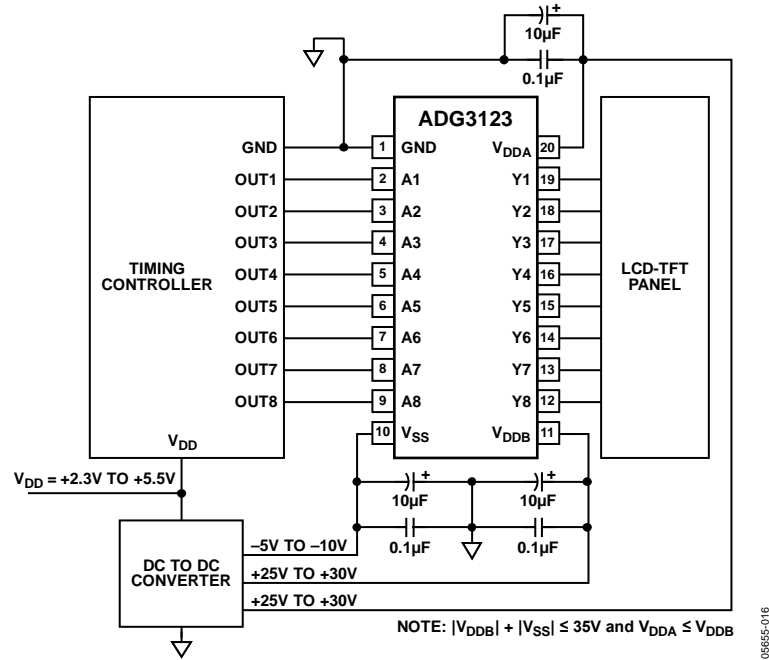 +
10µF
0.1µF
ADG3123
GND 1 GND VDDA 20
OUT1 2 A1 Y1 19
OUT2 3 A2 Y2 18
OUT3 4 A3 Y3 17
OUT4 5 A4 Y4 16
OUT5 6 A5 Y5 15
OUT6 7 A6 Y6 14
OUT7 8 A7 Y7 13
OUT8 9 A8 Y8 12
10 VSS VDDB 11
TIMING
CONTROLLER
LCD-TFT
PANEL
VDD
VDD = +2.3V TO +5.5V
+ +
10µF 10µF
0.1µF 0.1µF
DC TO DC
CONVERTER
–5V TO –10V
+25V TO +30V
+25V TO +30V
NOTE: |VDDB| + |VSS| ≤ 35V and VDDA ≤ VDDB
05655-016